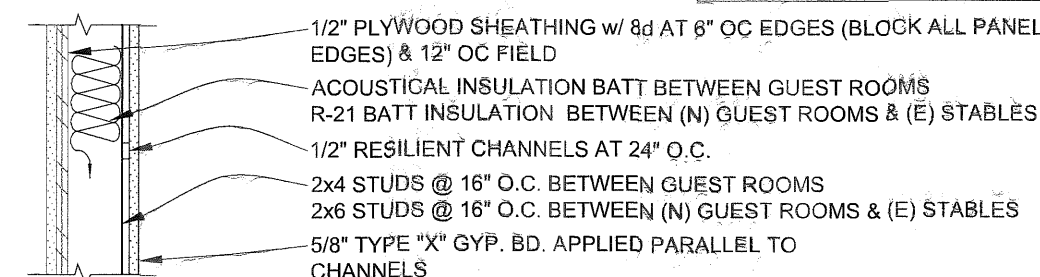 1/2" PLYWOOD SHEATHING w/ 8d AT 6" OC EDGES (BLOCK ALL PANEL
EDGES) & 12" OC FIELD
ACOUSTICAL INSULATION BATT BETWEEN GUEST ROOMS
R-21 BATT INSULATION BETWEEN (N) GUEST ROOMS & (E) STABLES
1/2" RESILIENT CHANNELS AT 24" O.C.
2x4 STUDS @ 16" O.C. BETWEEN GUEST ROOMS
2x6 STUDS @ 16" O.C. BETWEEN (N) GUEST ROOMS & (E) STABLES
5/8" TYPE "X" GYP. BD. APPLIED PARALLEL TO
CHANNELS